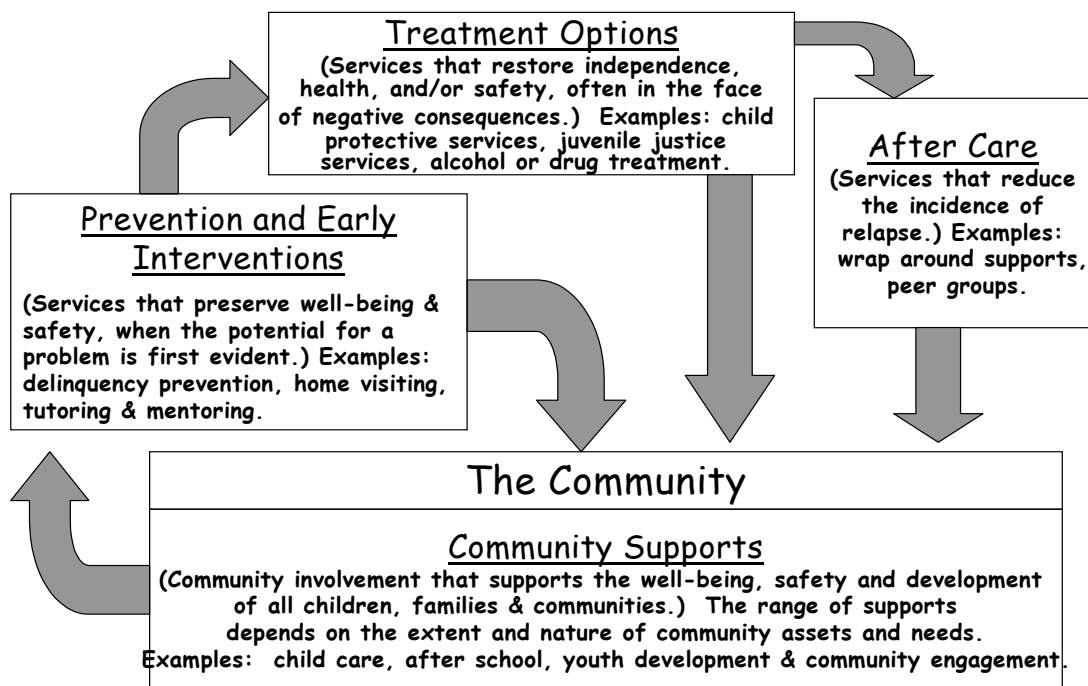 Treatment Options
(Services that restore independence,
health, and/or safety, often in the face
of negative consequences.)  Examples: child
protective services, juvenile justice
services, alcohol or drug treatment.
After Care
(Services that reduce
the incidence of
relapse.) Examples:
wrap around supports,
peer groups.
Prevention and Early
Interventions
(Services that preserve well-being &
safety, when the potential for a
problem is first evident.) Examples:
delinquency prevention, home visiting,
tutoring & mentoring.
The Community
Community Supports
(Community involvement that supports the well-being, safety and development
of all children, families & communities.)  The range of supports
depends on the extent and nature of community assets and needs.
Examples:  child care, after school, youth development & community engagement.